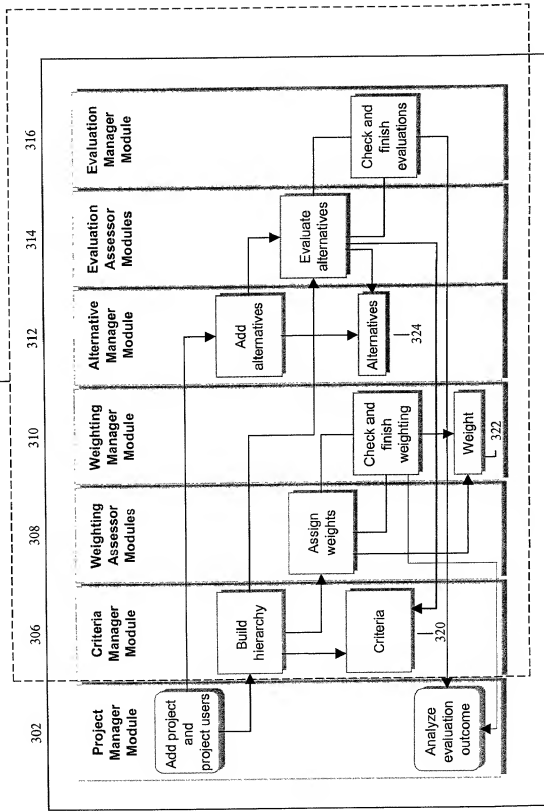 302
306
308
310
312
314
316
Project
Manager
Module
Criteria
Manager
Module
Weighting
Assessor
Modules
Weighting
Manager
Module
Alternative
Manager
Module
Evaluation
Assessor
Modules
Evaluation
Manager
Module
Add project
and
project users
Build
hierarchy
Assign
weights
Add
alternatives
Evaluate
alternatives
Criteria
320
Check and
finish
weighting
Alternatives
324
Check and
finish
evaluations
Analyze
evaluation
outcome
Weight
322